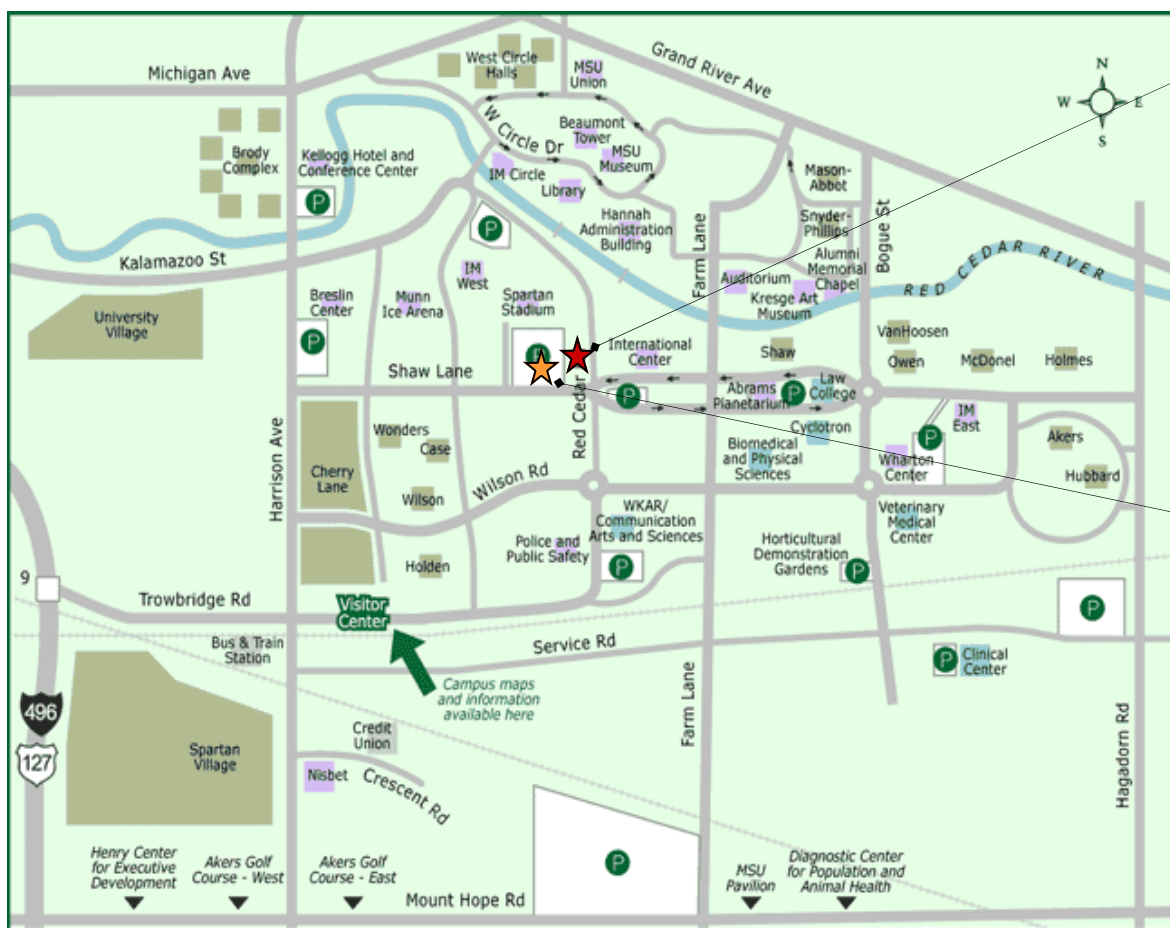 Grand River Ave
Michigan Ave
West Circle
Halls
MSU
Union
N
W
E
S
W Circle Dr
Beaumont
Tower
MSU
Museum
Brody
Complex
Kellogg Hotel and
Conference Center
IM Circle
Library
Mason-
Abbot
P
P
Hannah
Administration
Building
Farm Lane
Snyder-
Phillips
Bogue St
Kalamazoo St
IM
West
Alumni
Memorial
Chapel
RED CEDAR RIVER
Auditorium
Kresge Art
Museum
University
Village
Breslin
Center
Munn
Ice Arena
Spartan
Stadium
P
P
International
Center
Shaw
VanHoosen
Owen
McDonel
Holmes
Shaw Lane
Red Cedar
P
Abrams
Planetarium
P
Law
College
Harrison Ave
Wonders
Case
Cyclotron
IM
East
P
Akers
Cherry
Lane
Wilson
Wilson Rd
Biomedical
and Physical
Sciences
Wharton
Center
Hubbard
WKAR/
Communication
Arts and Sciences
Veterinary
Medical
Center
Police and
Public Safety
P
Holden
Horticultural
Demonstration
Gardens
P
9
Trowbridge Rd
Visitor
Center
P
Bus & Train
Station
Service Rd
P
Clinical
Center
Campus maps
and information
available here
Farm Lane
Hagadorn Rd
496
127
Spartan
Village
Credit
Union
Nisbet
Crescent Rd
P
Henry Center
for Executive
Development
Akers Golf
Course - West
Akers Golf
Course - East
MSU
Pavilion
Diagnostic Center
for Population and
Animal Health
Mount Hope Rd